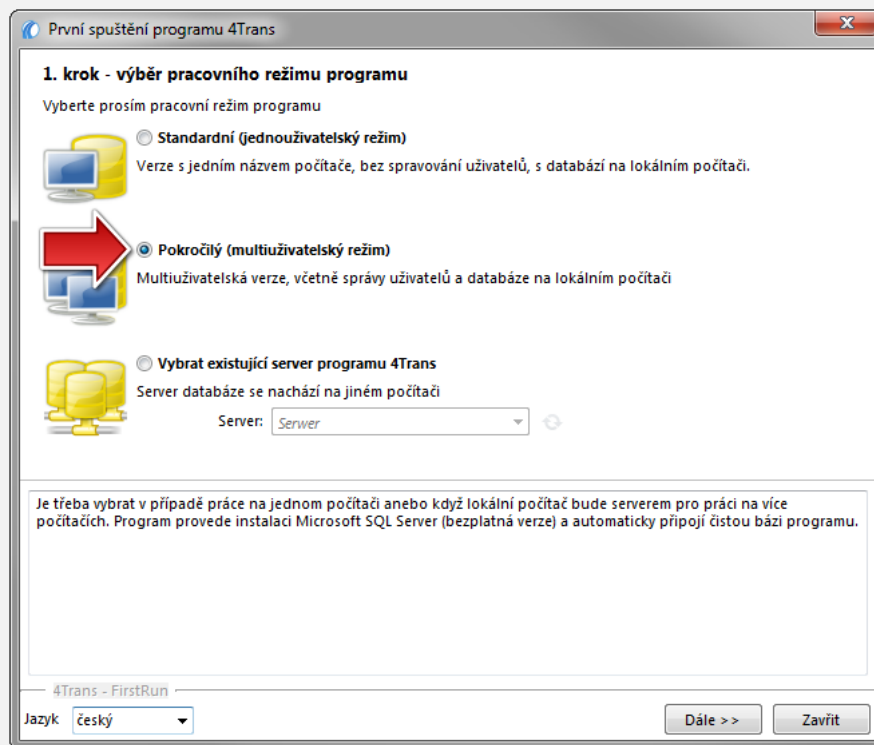 První spuštění programu 4Trans
1. krok - výběr pracovního režimu programu
Vyberte prosím pracovní režim programu
Standardní (jednouživatelský režim)
Verze s jedním názvem počítače, bez spravování uživatelů, s databází na lokálním počítači.
Pokročilý (multiuživatelský režim)
Multiuživatelská verze, včetně správy uživatelů a databáze na lokálním počítači
Vybrat existující server programu 4Trans
Server databáze se nachází na jiném počítači
Server: Server
Je třeba vybrat v případě práce na jednom počítači anebo když lokální počítač bude serverem pro práci na více
počítačích. Program provede instalaci Microsoft SQL Server (bezplatná verze) a automaticky připojí čistou bázi programu.
4Trans - FirstRun
Jazyk český Dále >> Zavřít